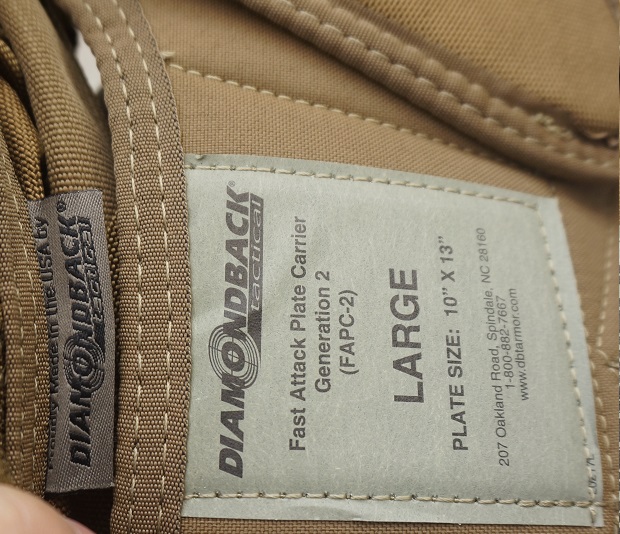 Proudly Made in the USA by
DIAMONDBACK®
tactical
DIAMONDBACK®
tactical
Fast Attack Plate Carrier
Generation 2
(FAPC-2)
LARGE
PLATE SIZE: 10" X 13"
207 Oakland Road, Spindale, NC 28160
1-800-882-7667
www.dbtarmor.com